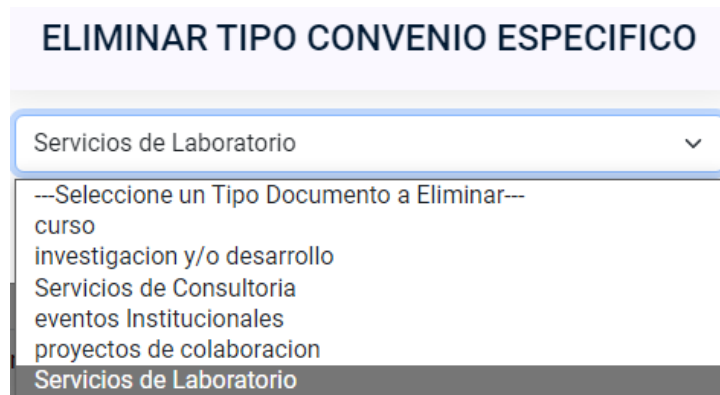 ELIMINAR TIPO CONVENIO ESPECIFICO
Servicios de Laboratorio
---Seleccione un Tipo Documento a Eliminar---
curso
investigacion y/o desarrollo
Servicios de Consultoria
eventos Institucionales
proyectos de colaboracion
Servicios de Laboratorio